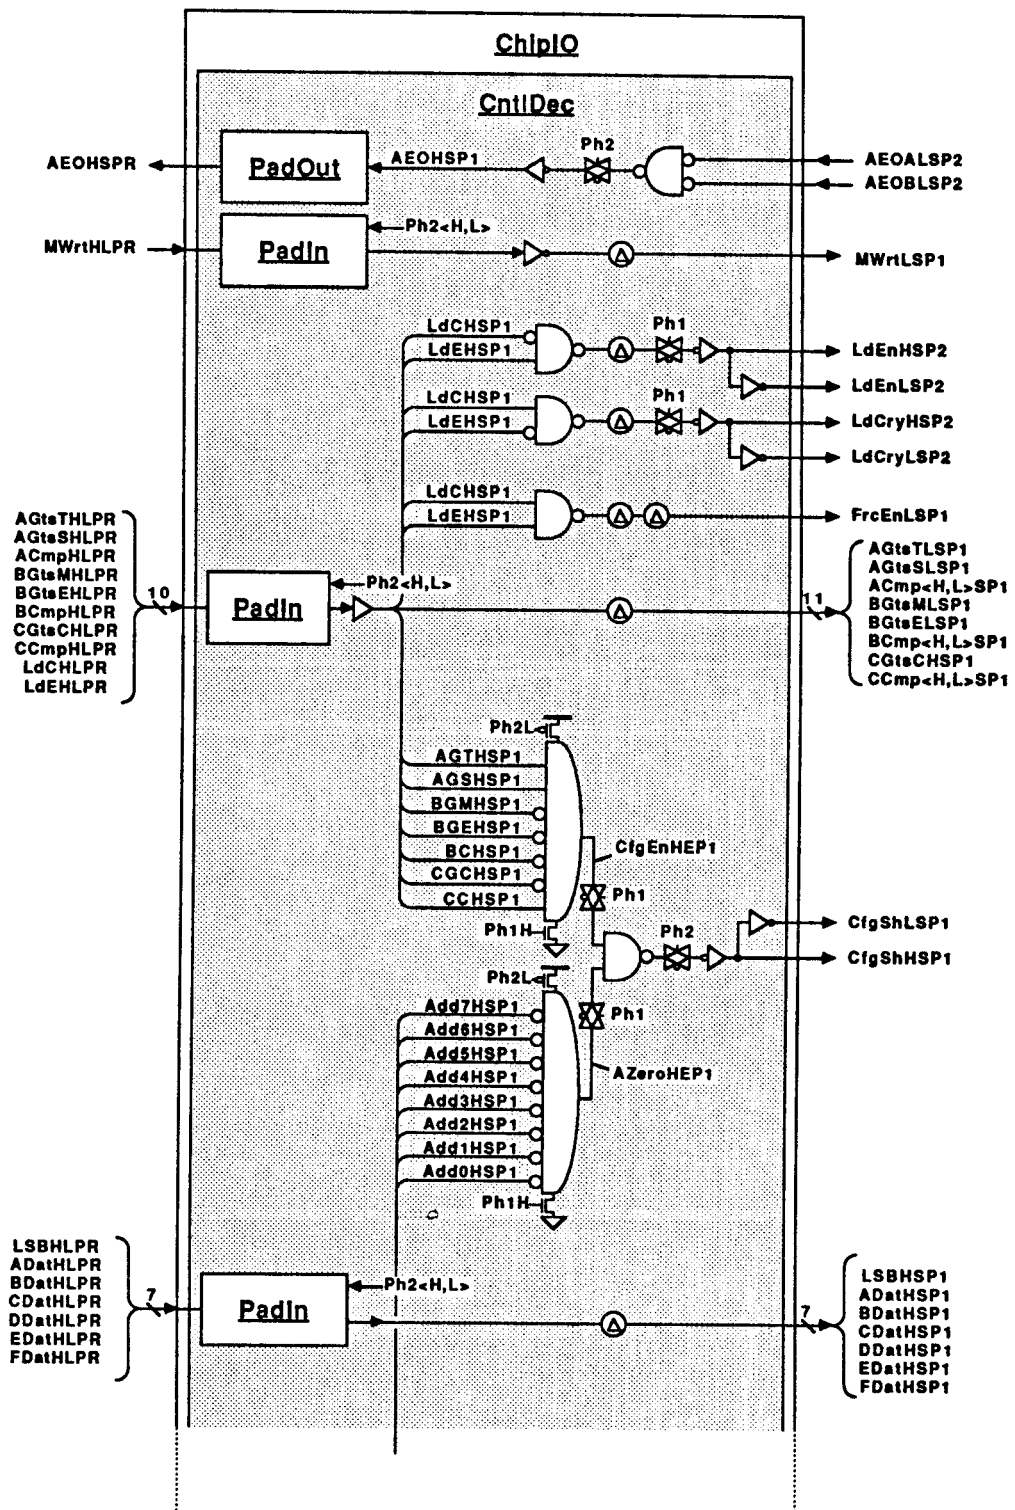 ChipIO
CntlDec
AEOHSPR
PadOut
AEOHSP1
Ph2
AEOALSP2
AEOBLSP2
MWrtHLPR
PadIn
Ph2<H,L>
MWrtLSP1
LdCHSP1
LdEHSP1
Ph1
LdEnHSP2
LdEnLSP2
LdCHSP1
LdEHSP1
Ph1
LdCryHSP2
LdCryLSP2
LdCHSP1
LdEHSP1
FrcEnLSP1
AGtsTHLPR
AGtsSHLPR
ACmpHLPR
BGtsMHLPR
BGtsEHLPR
BCmpHLPR
CGtsCHLPR
CCmpHLPR
LdCHLPR
LdEHLPR
10
PadIn
Ph2<H,L>
11
AGtsTLSP1
AGtsSLSP1
ACmp<H,L>SP1
BGtsMLSP1
BGtsELSP1
BCmp<H,L>SP1
CGtsCHSP1
CCmp<H,L>SP1
Ph2L
AGTHSP1
AGSHSP1
BGMHSP1
BGEHSP1
BCHSP1
CGCHSP1
CCHSP1
Ph1H
CfgEnHEP1
Ph1
Ph2
CfgShLSP1
CfgShHSP1
Ph2L
Add7HSP1
Add6HSP1
Add5HSP1
Add4HSP1
Add3HSP1
Add2HSP1
Add1HSP1
Add0HSP1
Ph1H
Ph1
AZeroHEP1
LSBHLPR
ADatHLPR
BDatHLPR
CDatHLPR
DDatHLPR
EDatHLPR
FDatHLPR
7
PadIn
Ph2<H,L>
7
LSBHSP1
ADatHSP1
BDatHSP1
CDatHSP1
DDatHSP1
EDatHSP1
FDatHSP1